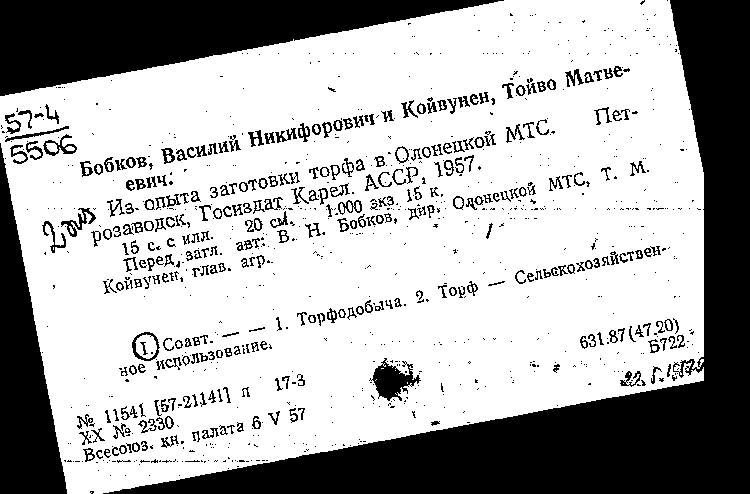 57-4
5506
Бобков, Василий Никифорович и Койвунен, Тойво Матве-
евич.
Из опыта заготовки торфа в Олонецкой МТС. Пет-
розаводск, Госиздат Карел. АССР, 1957.
15 с. с илл. 20 см. 1.000 экз. 15 к.
Перед загл. авт: В. Н. Бобков, дир. Олонецкой МТС, Т. М.
Койвунен, глав. агр.
I. Соавт. — — 1. Торфодобыча. 2. Торф — Сельскохозяйствен-
ное использование.
631.87(47.20)
Б722
№ 11541 [57-21141] п 17-3
XX № 2330
Всесоюз. кн. палата 6 V 57